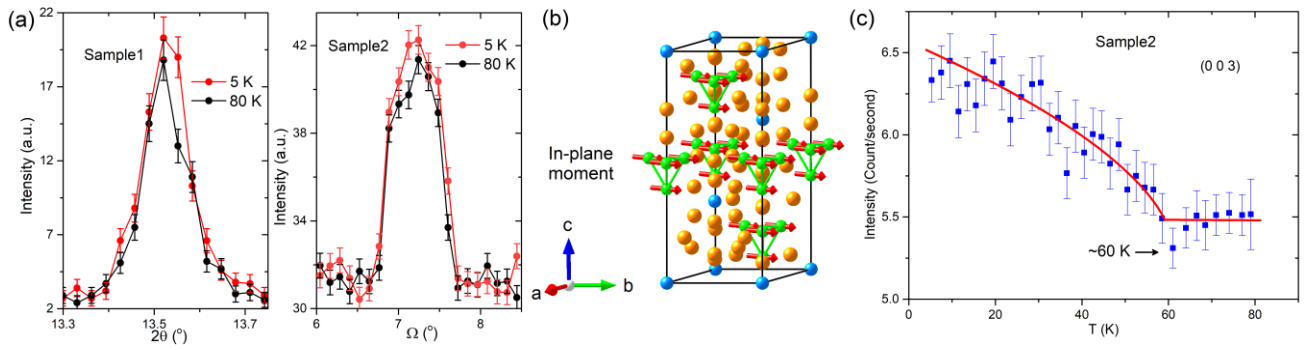 (a)
Intensity (a.u.)
22
17
12
7
2
Sample1
5 K
80 K
13.3
13.5
13.7
2θ (°)
Intensity (a.u.)
42
38
34
30
Sample2
5 K
80 K
6
7
8
Ω (°)
(b)
In-plane
moment
c
a
b
(c)
Intensity (Count/second)
7.0
6.5
6.0
5.5
5.0
Sample2
(0 0 3)
~60 K
0
20
40
60
80
T (K)